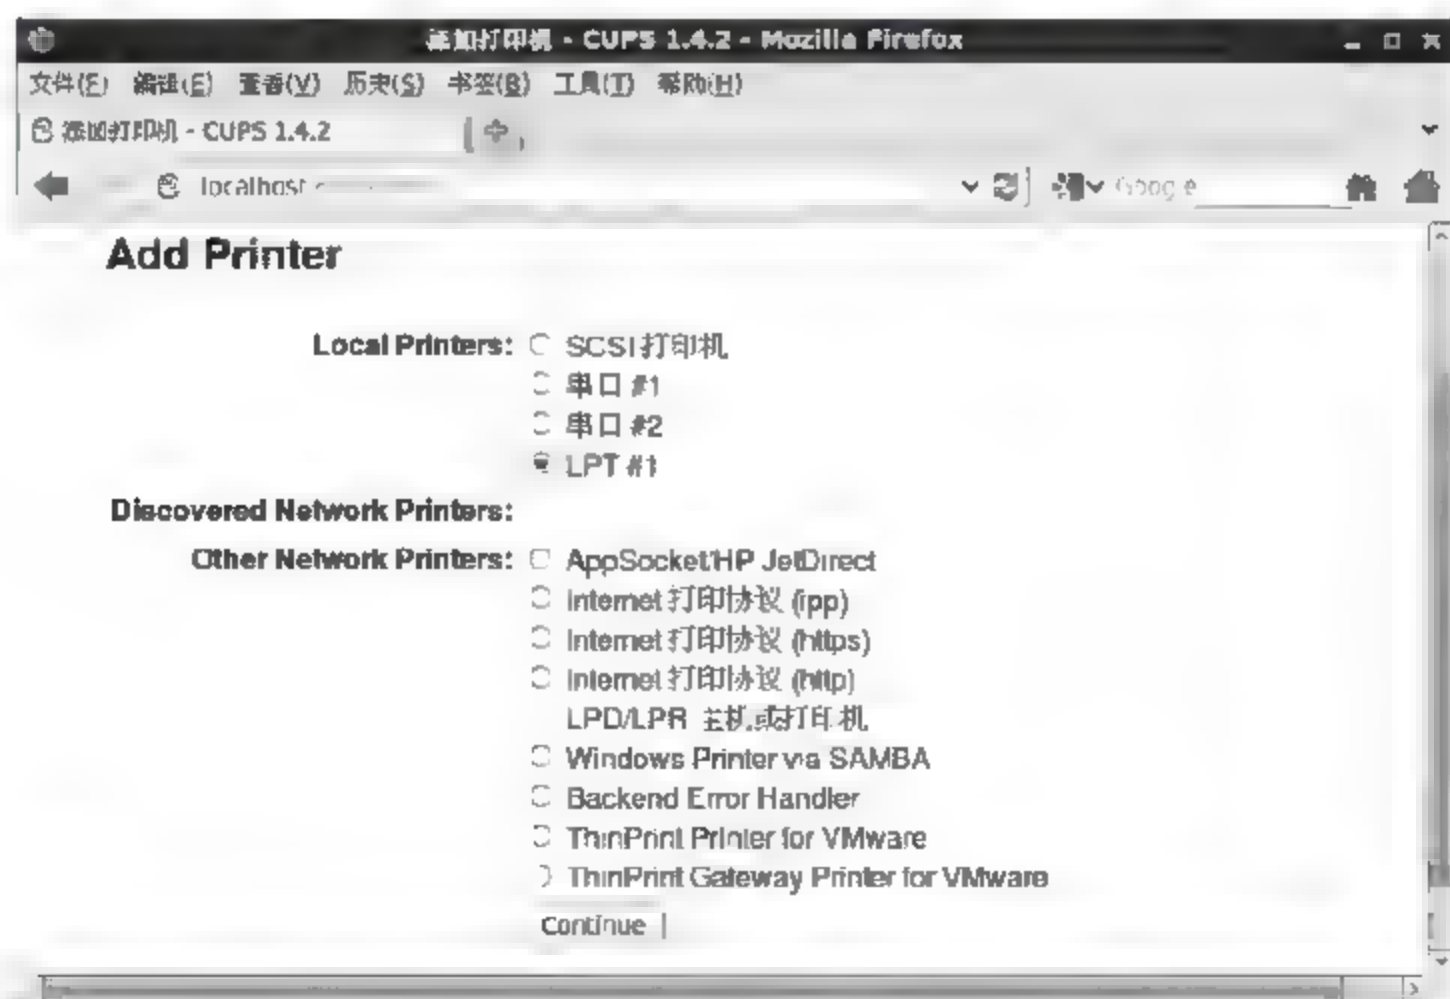 添加打印机 - CUPS 1.4.2 - Mozilla Firefox
文件(F) 编辑(E) 查看(V) 历史(S) 书签(B) 工具(T) 帮助(H)
添加打印机 - CUPS 1.4.2
localhost
Google
Add Printer
Local Printers: SCSI 打印机
串口 #1
串口 #2
LPT #1
Discovered Network Printers:
Other Network Printers: AppSocket/HP JetDirect
Internet 打印协议 (ipp)
Internet 打印协议 (https)
Internet 打印协议 (http)
LPD/LPR 主机或打印机
Windows Printer via SAMBA
Backend Error Handler
ThinPrint Printer for VMware
ThinPrint Gateway Printer for VMware
Continue